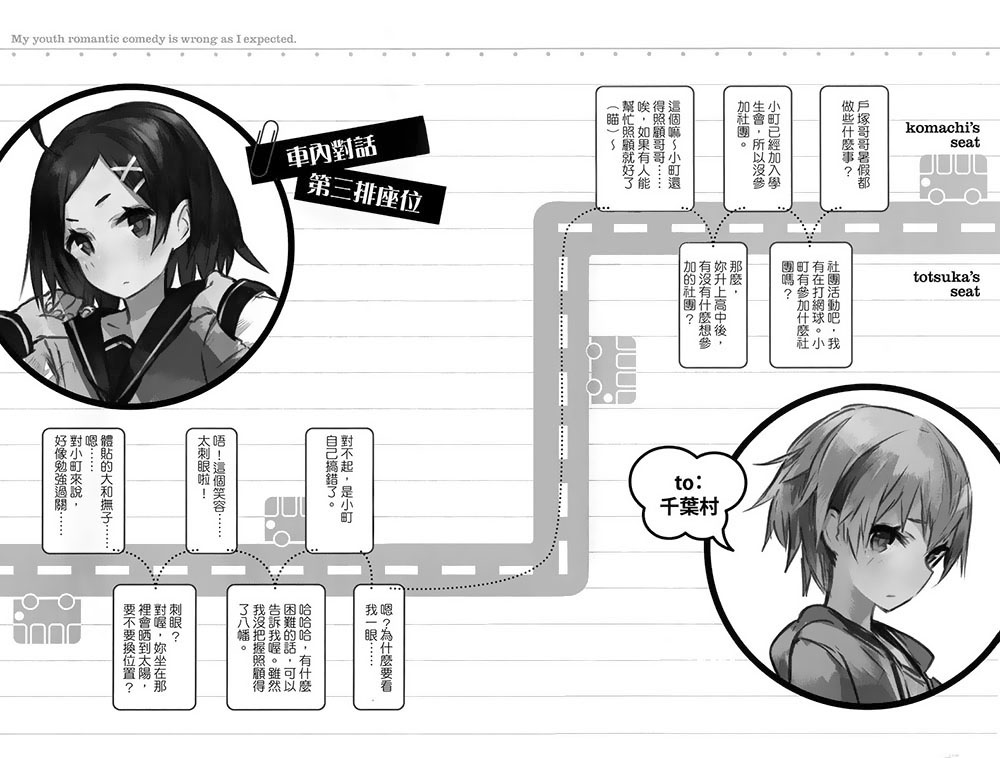 My youth romantic comedy is wrong as I expected.
車內對話
第三排座位
komachi's
seat
totsuka's
seat
戶塚哥哥暑假都
做些什麼事？
社團活動吧，我
有在打網球。小
町有參加什麼社
團嗎？
小町已經加入學
生會，所以沒參
加社團。
那麼，
妳升上高中後，
有沒有什麼想參
加的社團？
這個嘛～小町還
得照顧哥哥……
唉，如果有人能
幫忙照顧就好了
（瞄）～
嗯？為什麼要看
我一眼……
對不起，是小町
自己搞錯了。
哈哈哈，有什麼
困難的話，可以
告訴我喔。雖然
我沒把握照顧得
了八幡。
唔！這個笑容……
太刺眼啦！
刺眼？
對喔，妳坐在那
裡會曬到太陽，
要不要換位置？
體貼的大和撫子……
嗯……
對小町來說，
好像勉強過關……
to：
千葉村